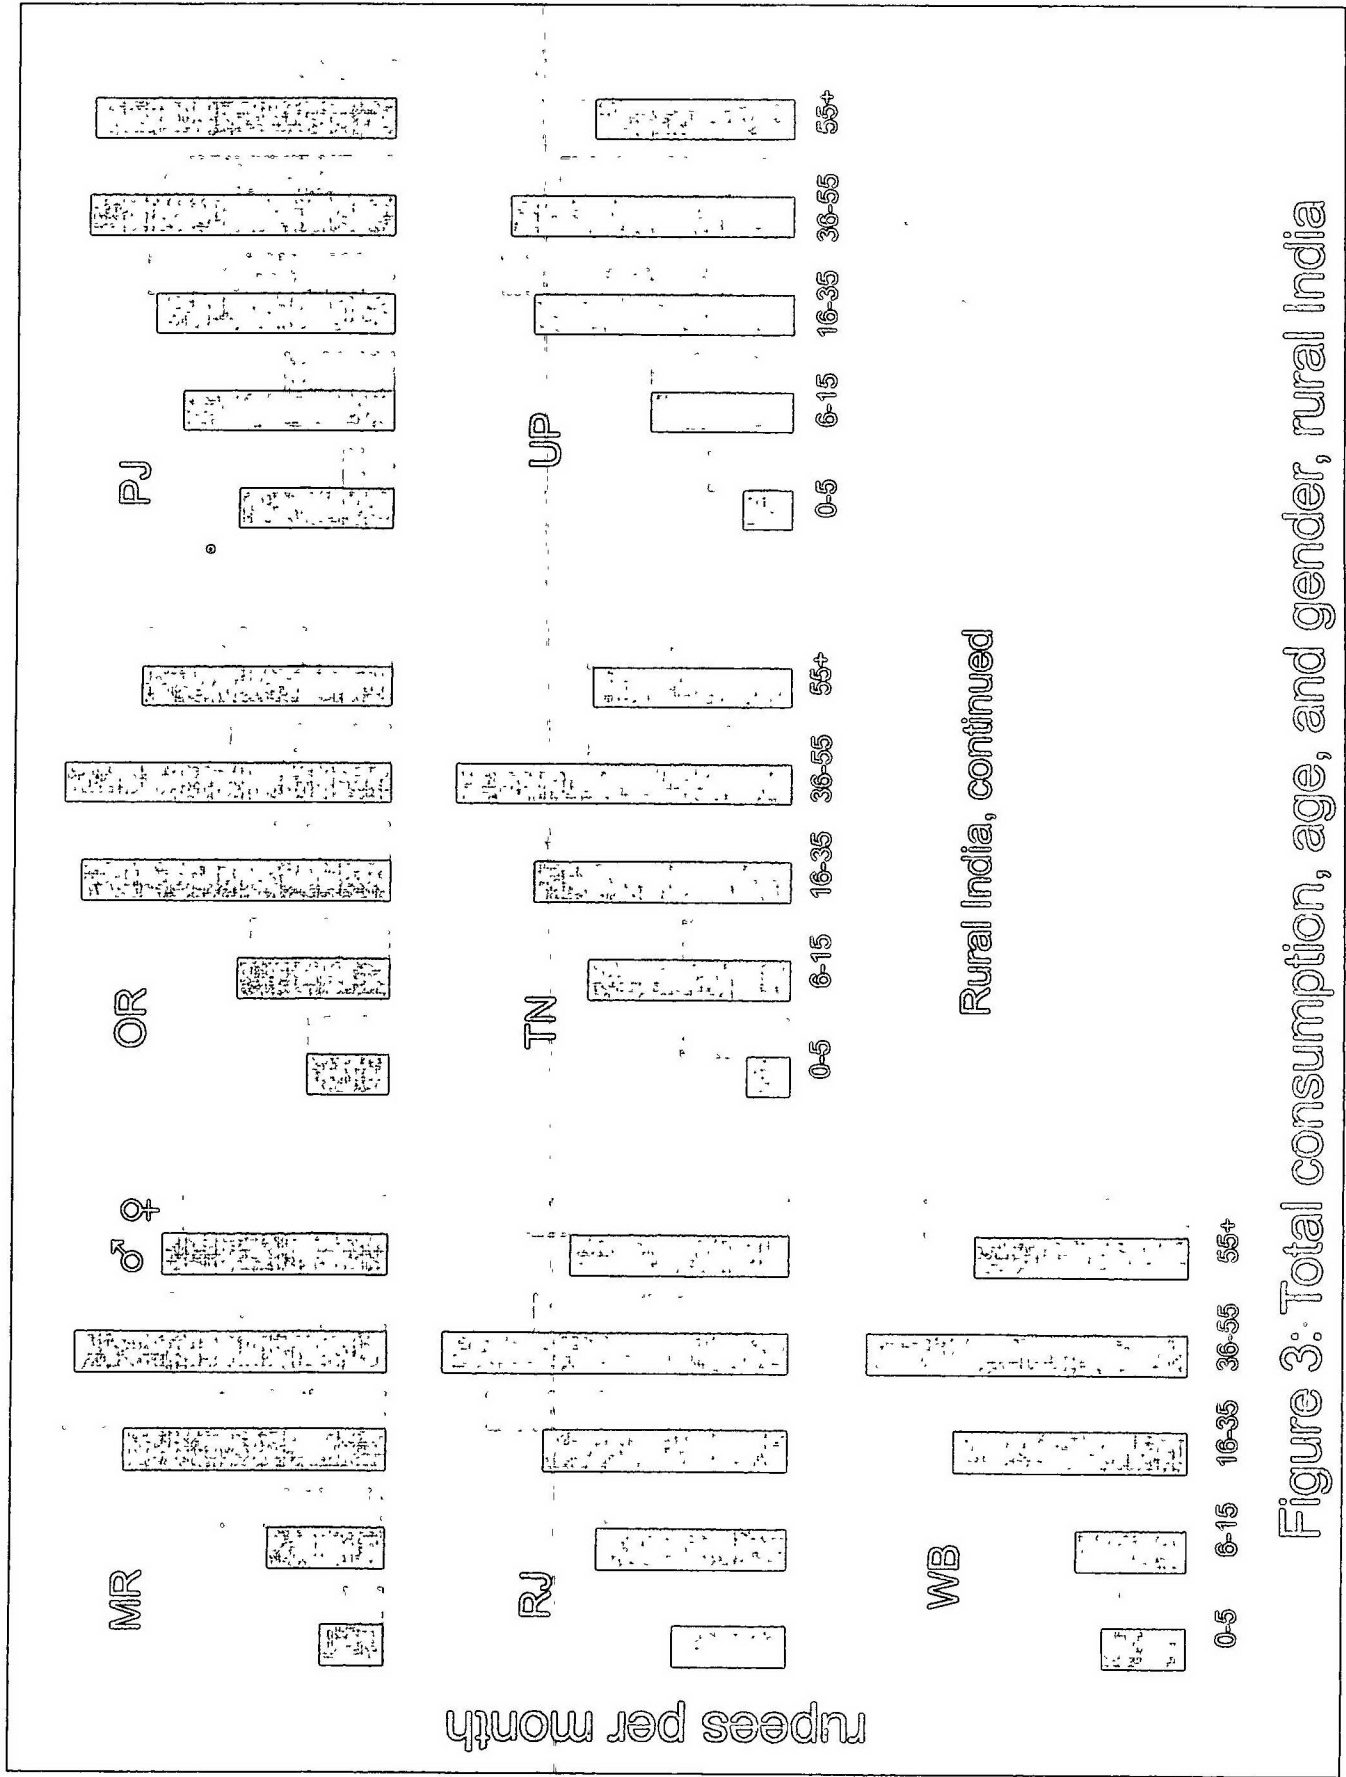 rupees per month
MR
♂ ♀
OR
PJ
RJ
TN
UP
0-5 6-15 16-35 36-55 55+
0-5 6-15 16-35 36-55 55+
WB
0-5 6-15 16-35 36-55 55+
Rural India, continued
Figure 3: Total consumption, age, and gender, rural India